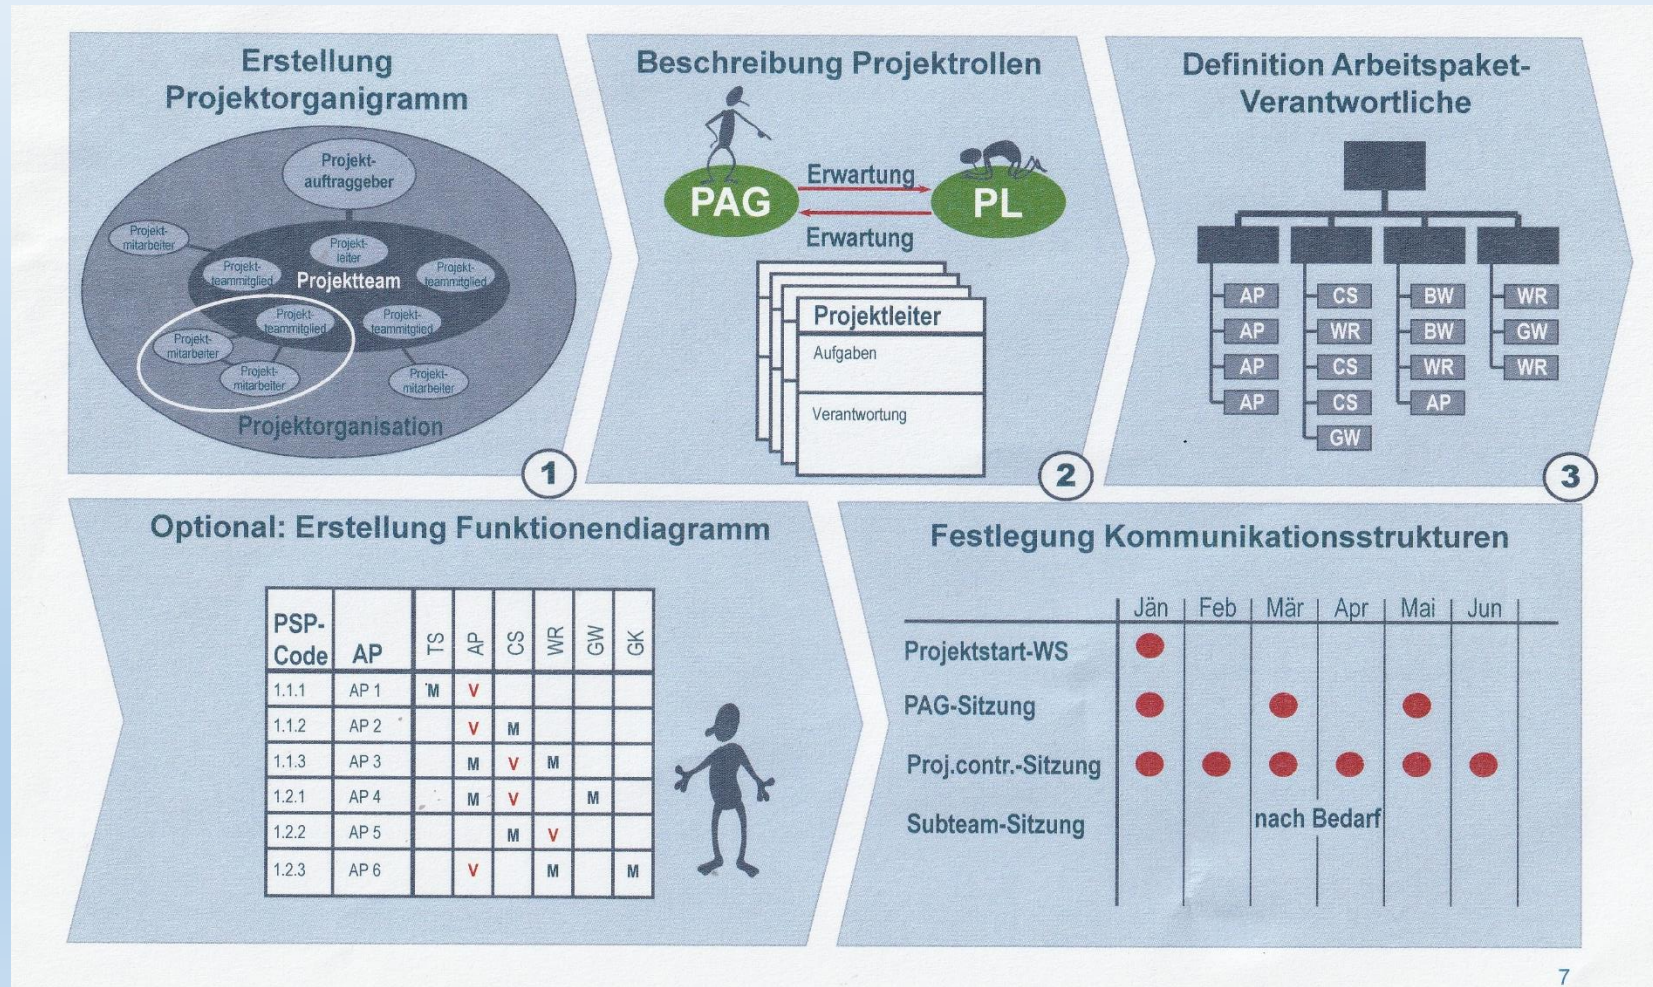 Erstellung
Projektorganigramm
Projekt-
auftraggeber
Projekt-
mitarbeiter
Projekt-
leiter
Projekt-
teammitglied
Projektteam
Projekt-
teammitglied
Projekt-
teammitglied
Projekt-
teammitglied
Projekt-
mitarbeiter
Projekt-
mitarbeiter
Projekt-
mitarbeiter
Projektorganisation
1
Beschreibung Projektrollen
PAG
Erwartung
Erwartung
PL
Projektleiter
Aufgaben
Verantwortung
2
Definition Arbeitspaket-
Verantwortliche
AP CS BW WR
AP WR BW GW
AP CS WR WR
AP CS AP
GW
3
Optional: Erstellung Funktionendiagramm
PSP-
Code AP TS AP CS WR GW GK
1.1.1 AP 1 M V
1.1.2 AP 2 V M
1.1.3 AP 3 M V M
1.2.1 AP 4 M V M
1.2.2 AP 5 M V
1.2.3 AP 6 V M M
Festlegung Kommunikationsstrukturen
Jän Feb Mär Apr Mai Jun
Projektstart-WS
PAG-Sitzung
Proj.contr.-Sitzung
Subteam-Sitzung nach Bedarf
7